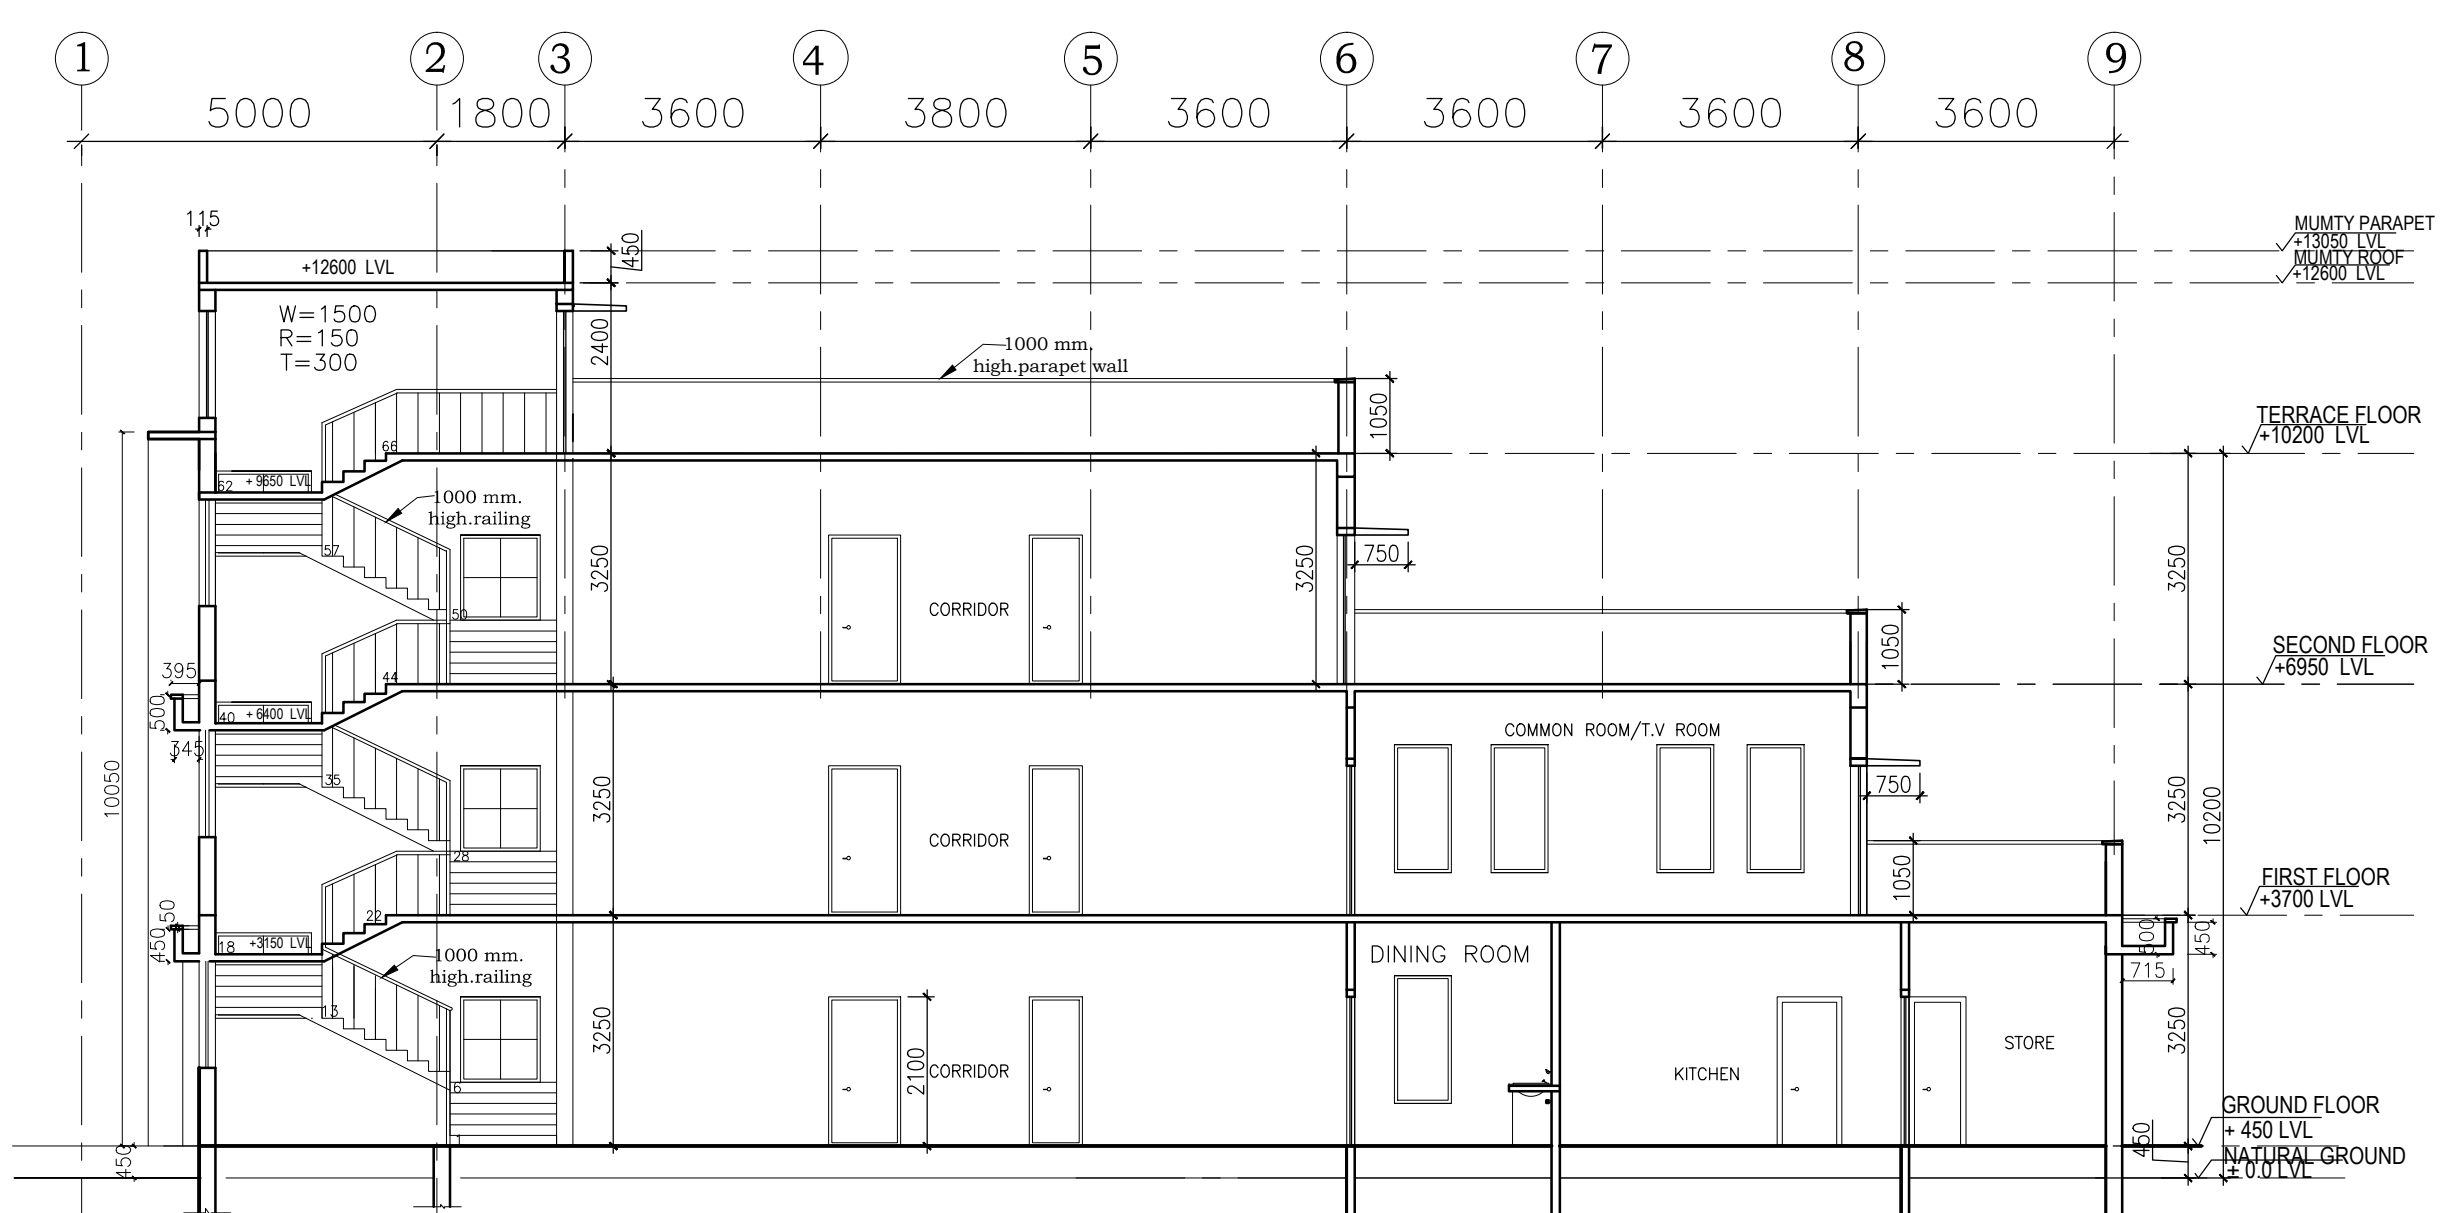 1 2 3 4 5 6 7 8 9
5000 1800 3600 3800 3600 3600 3600 3600
115
450
MUMTY PARAPET
+13050 LVL
MUMTY ROOF
+12600 LVL
+12600 LVL
W=1500
R=150
T=300
2400
1000 mm.
high.parapet wall
1050
TERRACE FLOOR
+10200 LVL
66
62
+ 9650 LVL
1000 mm.
high.railing
57
50
3250
CORRIDOR
3250
750
3250
1050
SECOND FLOOR
+6950 LVL
395
44
500
40
+ 6400 LVL
345
COMMON ROOM/T.V ROOM
35
28
10050
3250
CORRIDOR
750
3250
10200
1050
FIRST FLOOR
+3700 LVL
50
22
450
18
+3150 LVL
1000 mm.
high.railing
DINING ROOM
500
450
715
13
6
1
3250
2100
CORRIDOR
KITCHEN
STORE
3250
GROUND FLOOR
+ 450 LVL
450
450
NATURAL GROUND
± 0.0 LVL